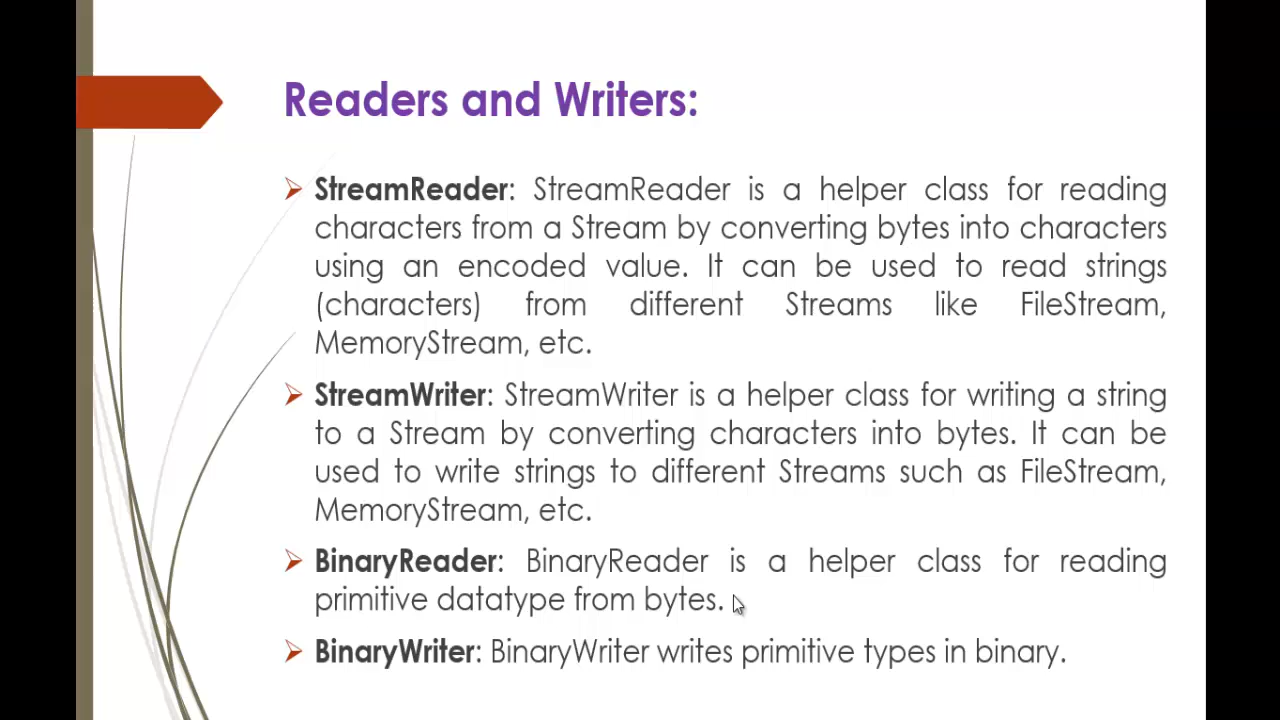 Readers and Writers:
StreamReader: StreamReader is a helper class for reading
characters from a Stream by converting bytes into characters
using an encoded value. It can be used to read strings
(characters) from different Streams like FileStream,
MemoryStream, etc.
StreamWriter: StreamWriter is a helper class for writing a string
to a Stream by converting characters into bytes. It can be
used to write strings to different Streams such as FileStream,
MemoryStream, etc.
BinaryReader: BinaryReader is a helper class for reading
primitive datatype from bytes.
BinaryWriter: BinaryWriter writes primitive types in binary.